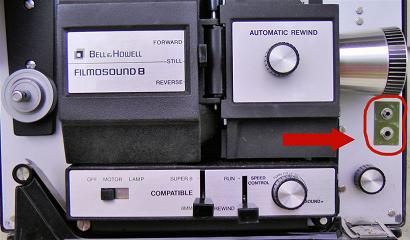 FORWARD
BELL & HOWELL
STILL
FILMOSOUND 8
REVERSE
AUTOMATIC REWIND
OFF MOTOR LAMP SUPER 8
COMPATIBLE
8MM
RUN
REWIND
SPEED
CONTROL
SOUND